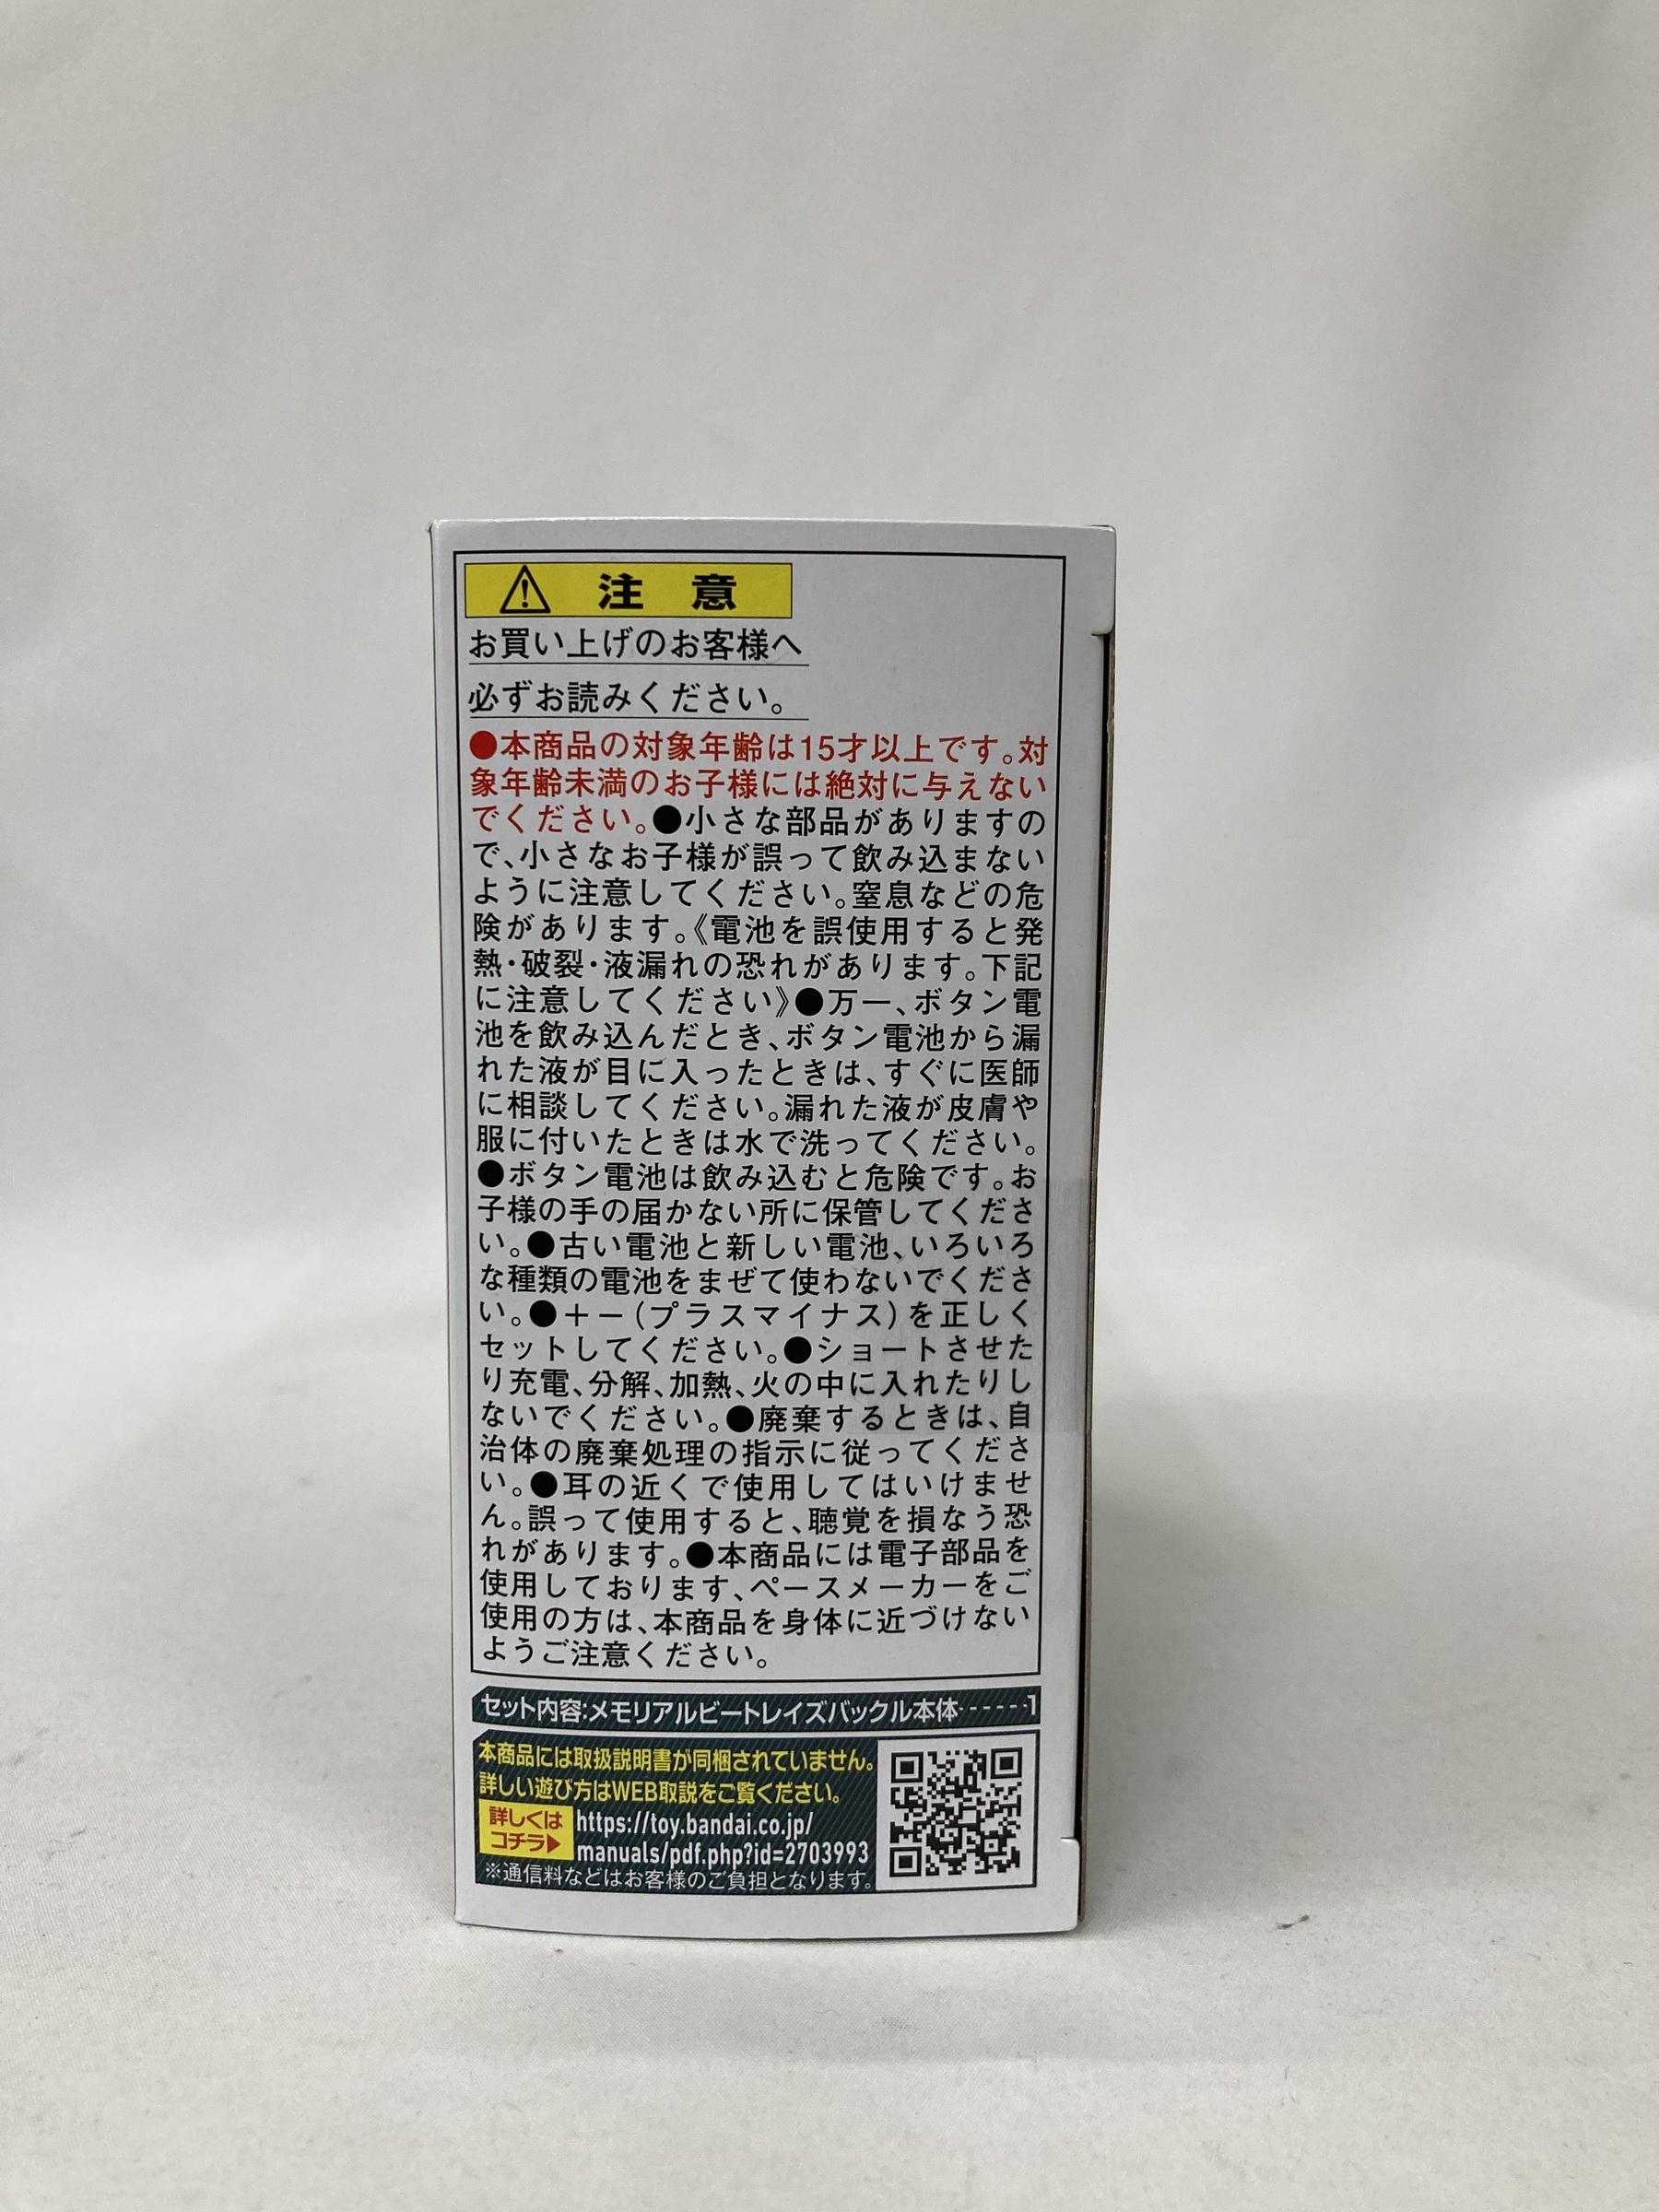 注意
お買い上げのお客様へ
必ずお読みください。
●本商品の対象年齢は15才以上です。対
象年齢未満のお子様には絶対に与えない
でください。●小さな部品がありますの
で、小さなお子様が誤って飲み込まない
ように注意してください。窒息などの危
険があります。《電池を誤使用すると発
熱・破裂・液漏れの恐れがあります。下記
に注意してください》●万一、ボタン電
池を飲み込んだとき、ボタン電池から漏
れた液が目に入ったときは、すぐに医師
に相談してください。漏れた液が皮膚や
服に付いたときは水で洗ってください。
●ボタン電池は飲み込むと危険です。お
子様の手の届かない所に保管してくださ
い。●古い電池と新しい電池、いろいろ
な種類の電池をまぜて使わないでくださ
い。●＋－(プラスマイナス)を正しく
セットしてください。●ショートさせた
り充電、分解、加熱、火の中に入れたりし
ないでください。●廃棄するときは、自
治体の廃棄処理の指示に従ってくださ
い。●耳の近くで使用してはいけませ
ん。誤って使用すると、聴覚を損なう恐
れがあります。●本商品には電子部品を
使用しております、ペースメーカーをご
使用の方は、本商品を身体に近づけない
ようご注意ください。
セット内容:メモリアルビートレイズバックル本体------1
本商品には取扱説明書が同梱されていません。
詳しい遊び方はWEB取説をご覧ください。
詳しくは
コチラ▶
https://toy.bandai.co.jp/
manuals/pdf.php?id=2703993
※通信料などはお客様のご負担となります。